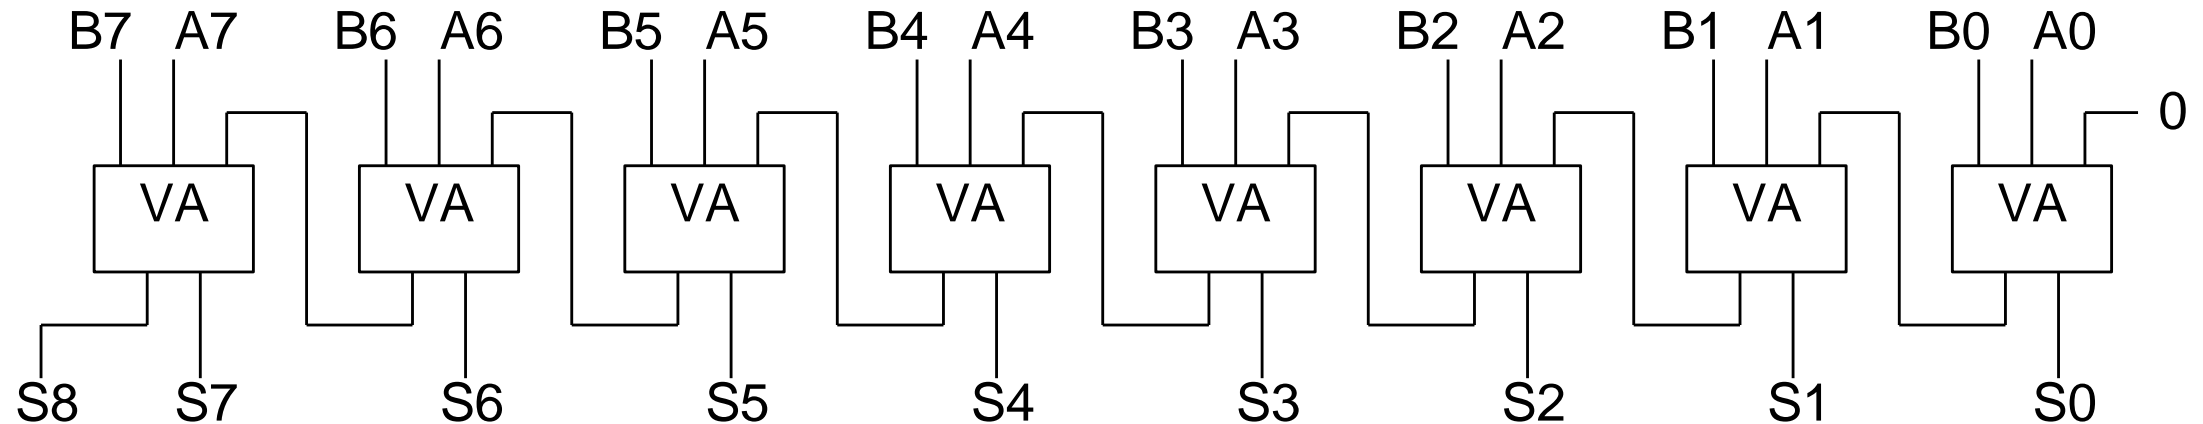 B7 A7 B6 A6 B5 A5 B4 A4 B3 A3 B2 A2 B1 A1 B0 A0
0
VA VA VA VA VA VA VA VA
S8 S7 S6 S5 S4 S3 S2 S1 S0